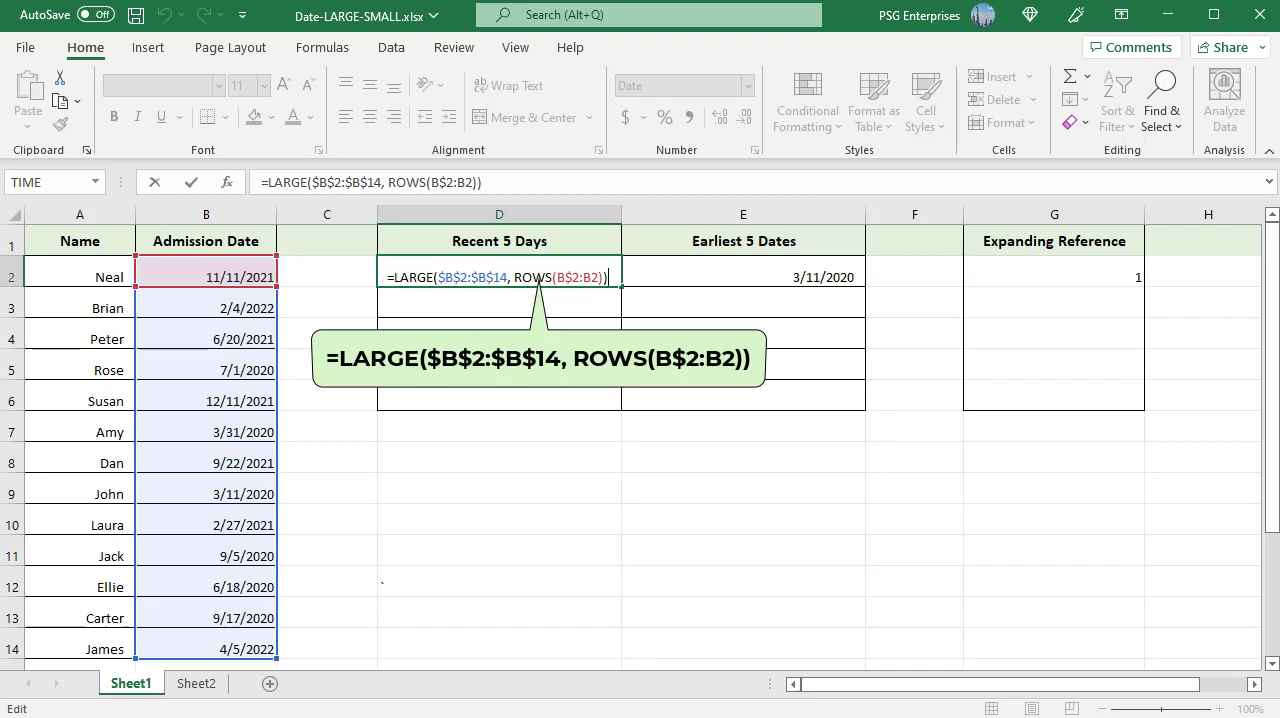 AutoSave Off Date-LARGE-SMALL.xlsx Search (Alt+Q) PSG Enterprises
File Home Insert Page Layout Formulas Data Review View Help Comments Share
Paste
11
B I U A
A A
Wrap Text
Merge & Center
Date
$ %
Conditional Formatting
Format as Table
Cell Styles
Insert
Delete
Format
Sort & Filter
Find & Select
Analyze Data
Clipboard Font Alignment Number Styles Cells Editing Analysis
TIME fx =LARGE($B$2:$B$14, ROWS(B$2:B2))
A B C D E F G H
1 Name Admission Date Recent 5 Days Earliest 5 Dates Expanding Reference
2 Neal 11/11/2021 =LARGE($B$2:$B$14, ROWS(B$2:B2)) 3/11/2020 1
3 Brian 2/4/2022
4 Peter 6/20/2021
=LARGE($B$2:$B$14, ROWS(B$2:B2))
5 Rose 7/1/2020
6 Susan 12/11/2021
7 Amy 3/31/2020
8 Dan 9/22/2021
9 John 3/11/2020
10 Laura 2/27/2021
11 Jack 9/5/2020
12 Ellie 6/18/2020 `
13 Carter 9/17/2020
14 James 4/5/2022
Sheet1 Sheet2
Edit 100%